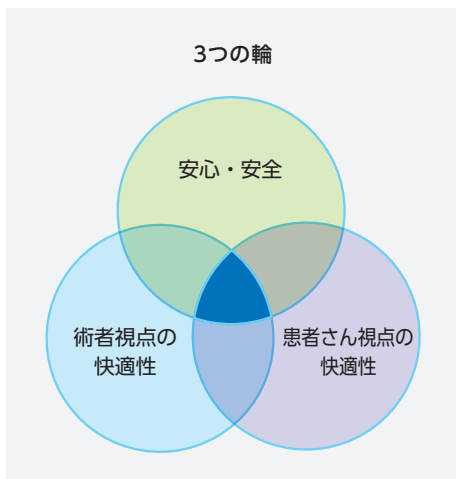 3つの輪
安心・安全
術者視点の
快適性
患者さん視点の
快適性